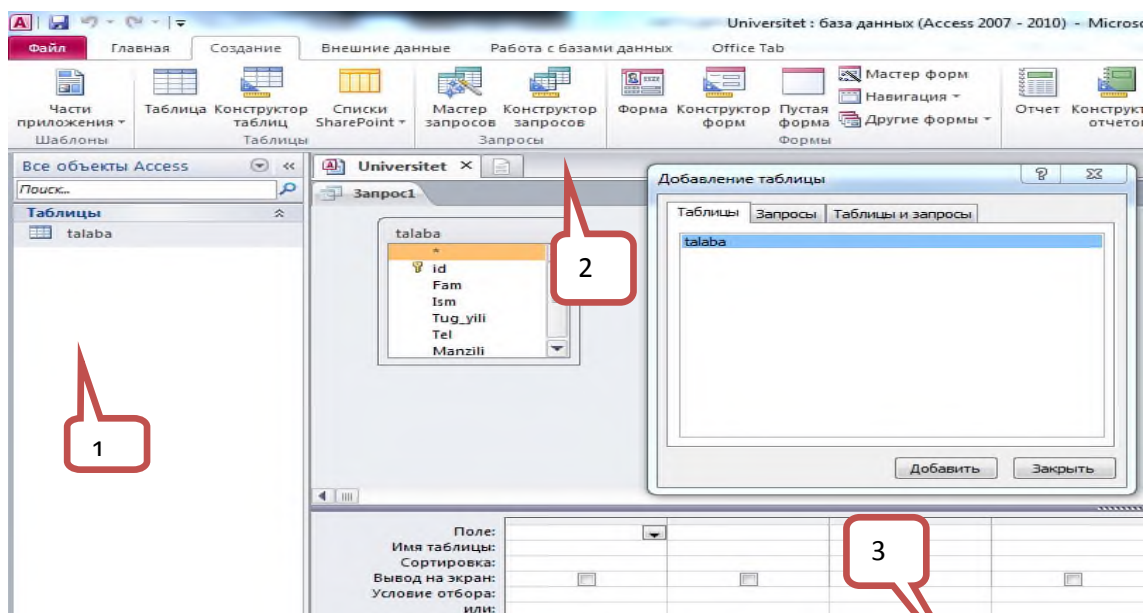 Universitet : база данных (Access 2007 - 2010) - Microso
Файл Главная Создание Внешние данные Работа с базами данных Office Tab
Части приложения
Таблица
Конструктор таблиц
Списки SharePoint
Мастер запросов
Конструктор запросов
Форма
Конструктор форм
Пустая форма
Мастер форм
Навигация
Другие формы
Отчет
Конструк
отчето
Шаблоны Таблицы Запросы Формы
Все объекты Access
Поиск...
Таблицы
talaba
Universitet
Запрос1
talaba
*
id
Fam
Ism
Tug_yili
Tel
Manzili
1
2
Добавление таблицы
Таблицы Запросы Таблицы и запросы
talaba
Добавить Закрыть
Поле:
Имя таблицы:
Сортировка:
Вывод на экран:
Условие отбора:
или:
3